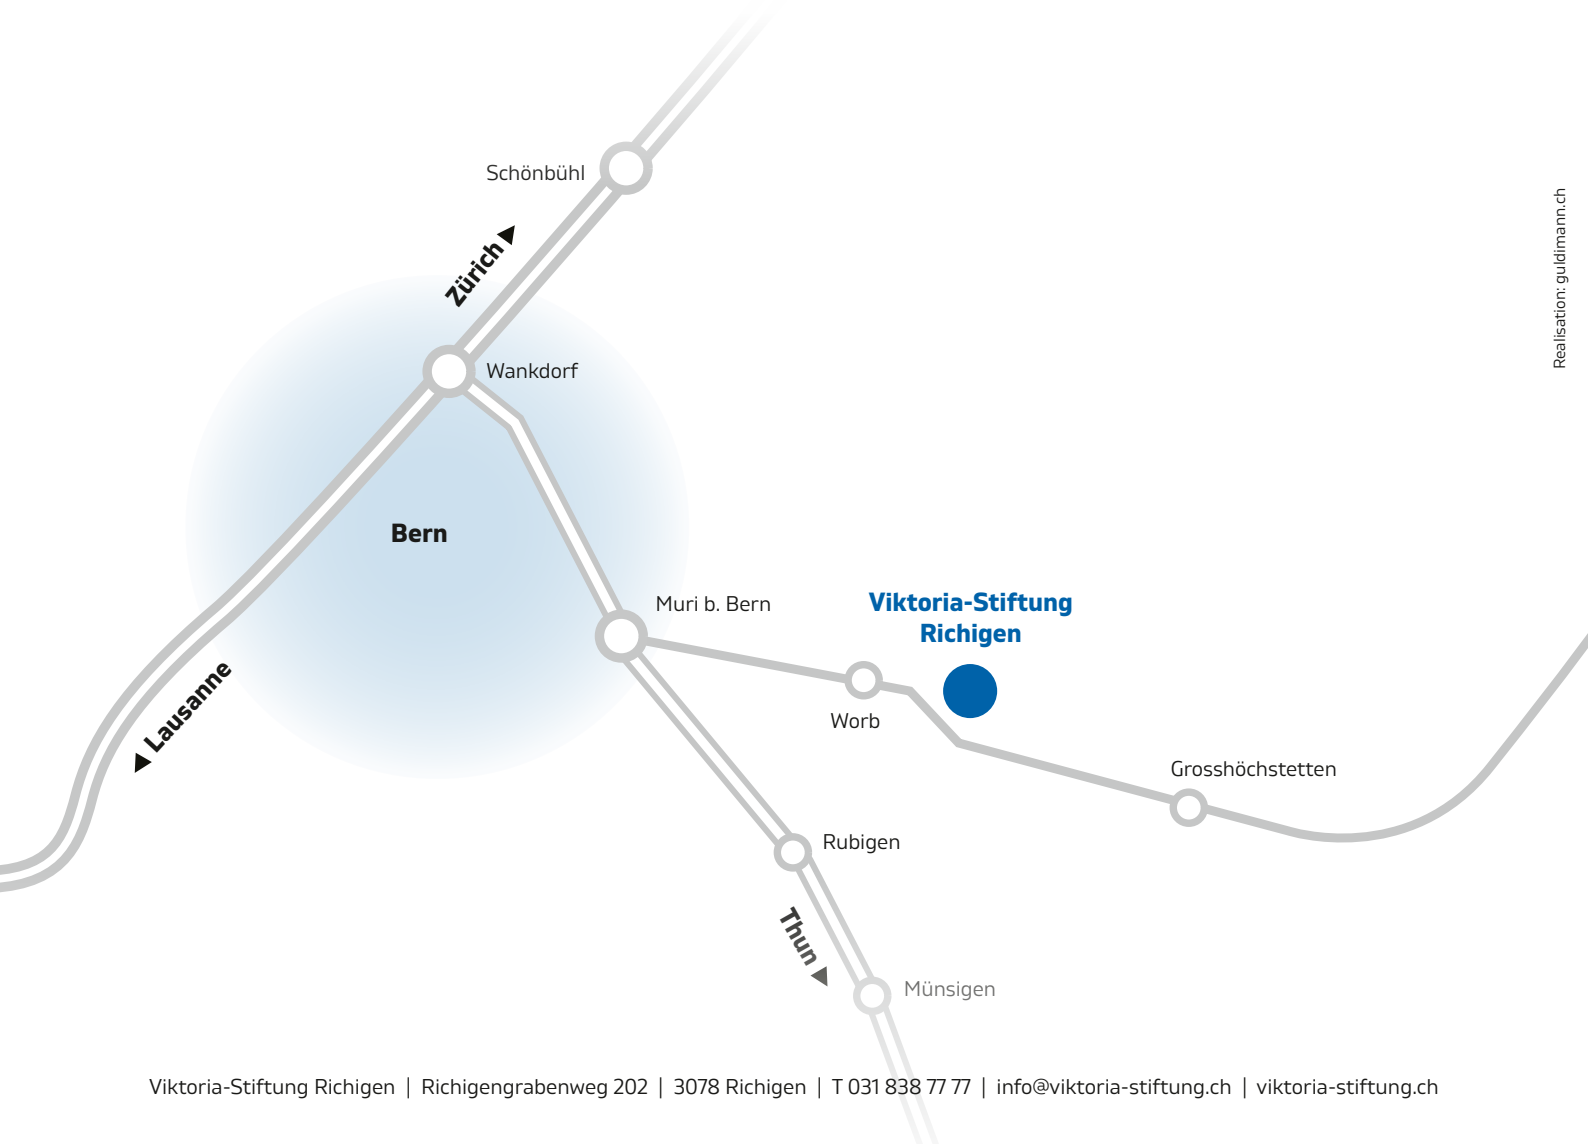 Schönbühl
Realisation: guldimann.ch
Zürich
Wankdorf
Bern
Muri b. Bern
Viktoria-Stiftung
Richigen
Lausanne
Worb
Grosshöchstetten
Rubigen
Thun
Münsigen
Viktoria-Stiftung Richigen | Richigengrabenweg 202 | 3078 Richigen | T 031 838 77 77 | info@viktoria-stiftung.ch | viktoria-stiftung.ch